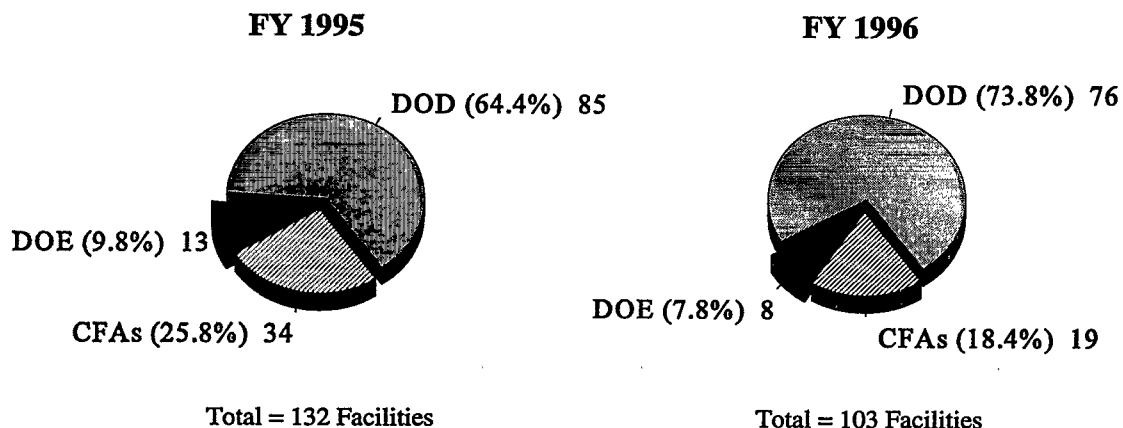 FY 1995
DOD (64.4%) 85
DOE (9.8%) 13
CFAs (25.8%) 34
Total = 132 Facilities
FY 1996
DOD (73.8%) 76
DOE (7.8%) 8
CFAs (18.4%) 19
Total = 103 Facilities